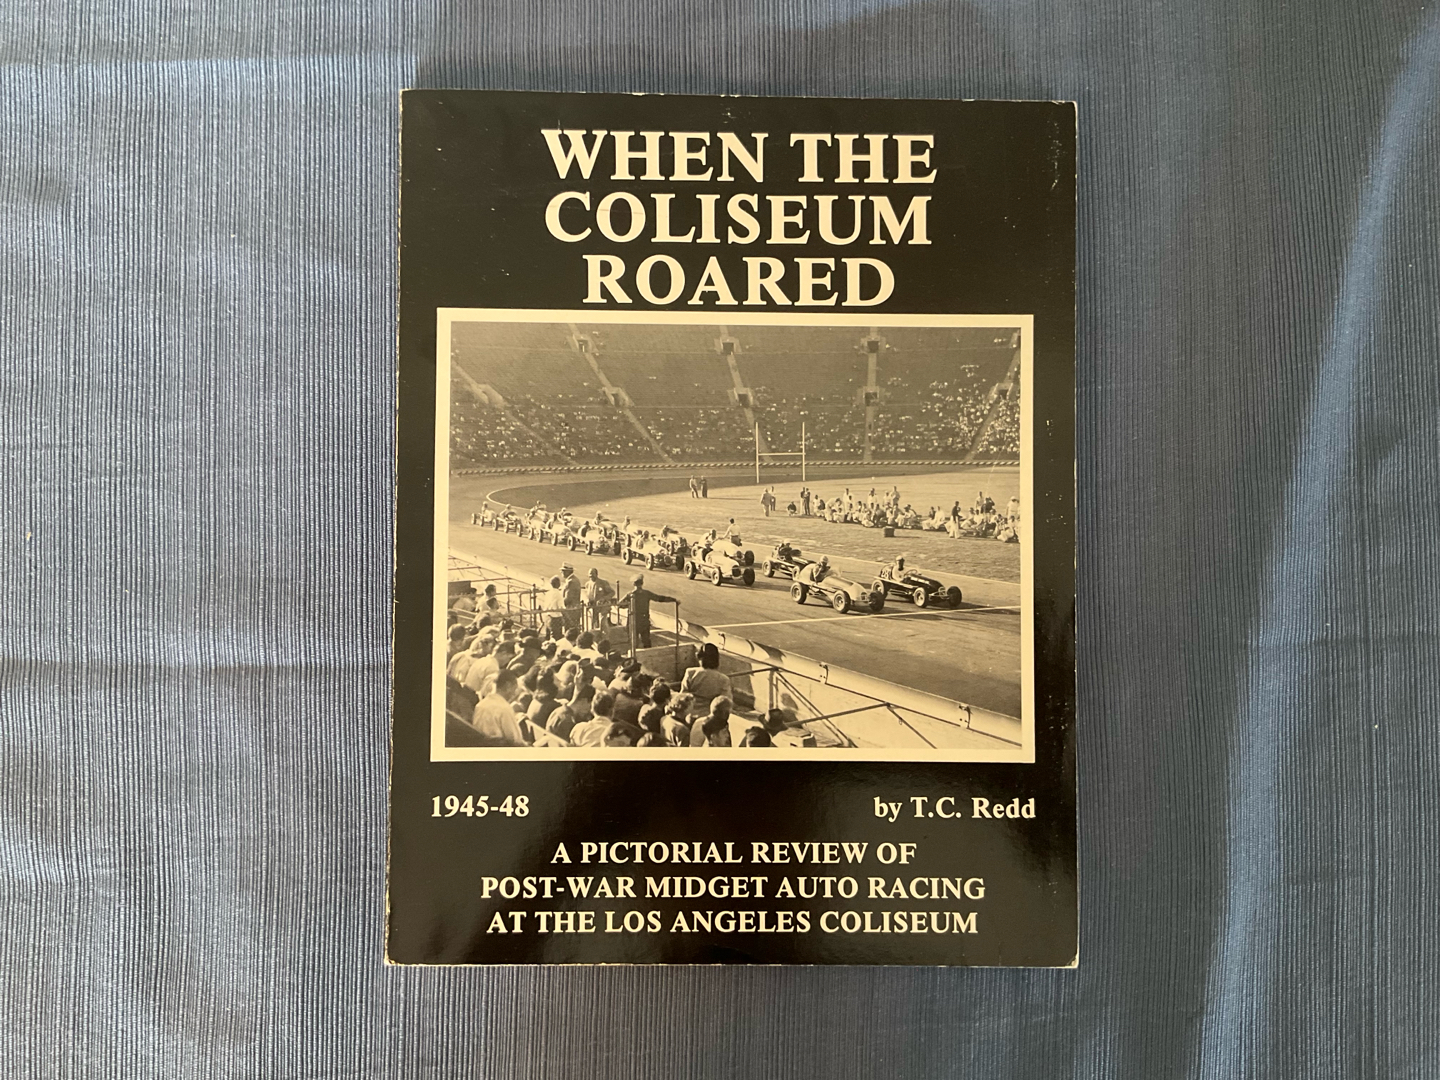 WHEN THE
COLISEUM
ROARED
1945-48
by T.C. Redd
A PICTORIAL REVIEW OF
POST-WAR MIDGET AUTO RACING
AT THE LOS ANGELES COLISEUM